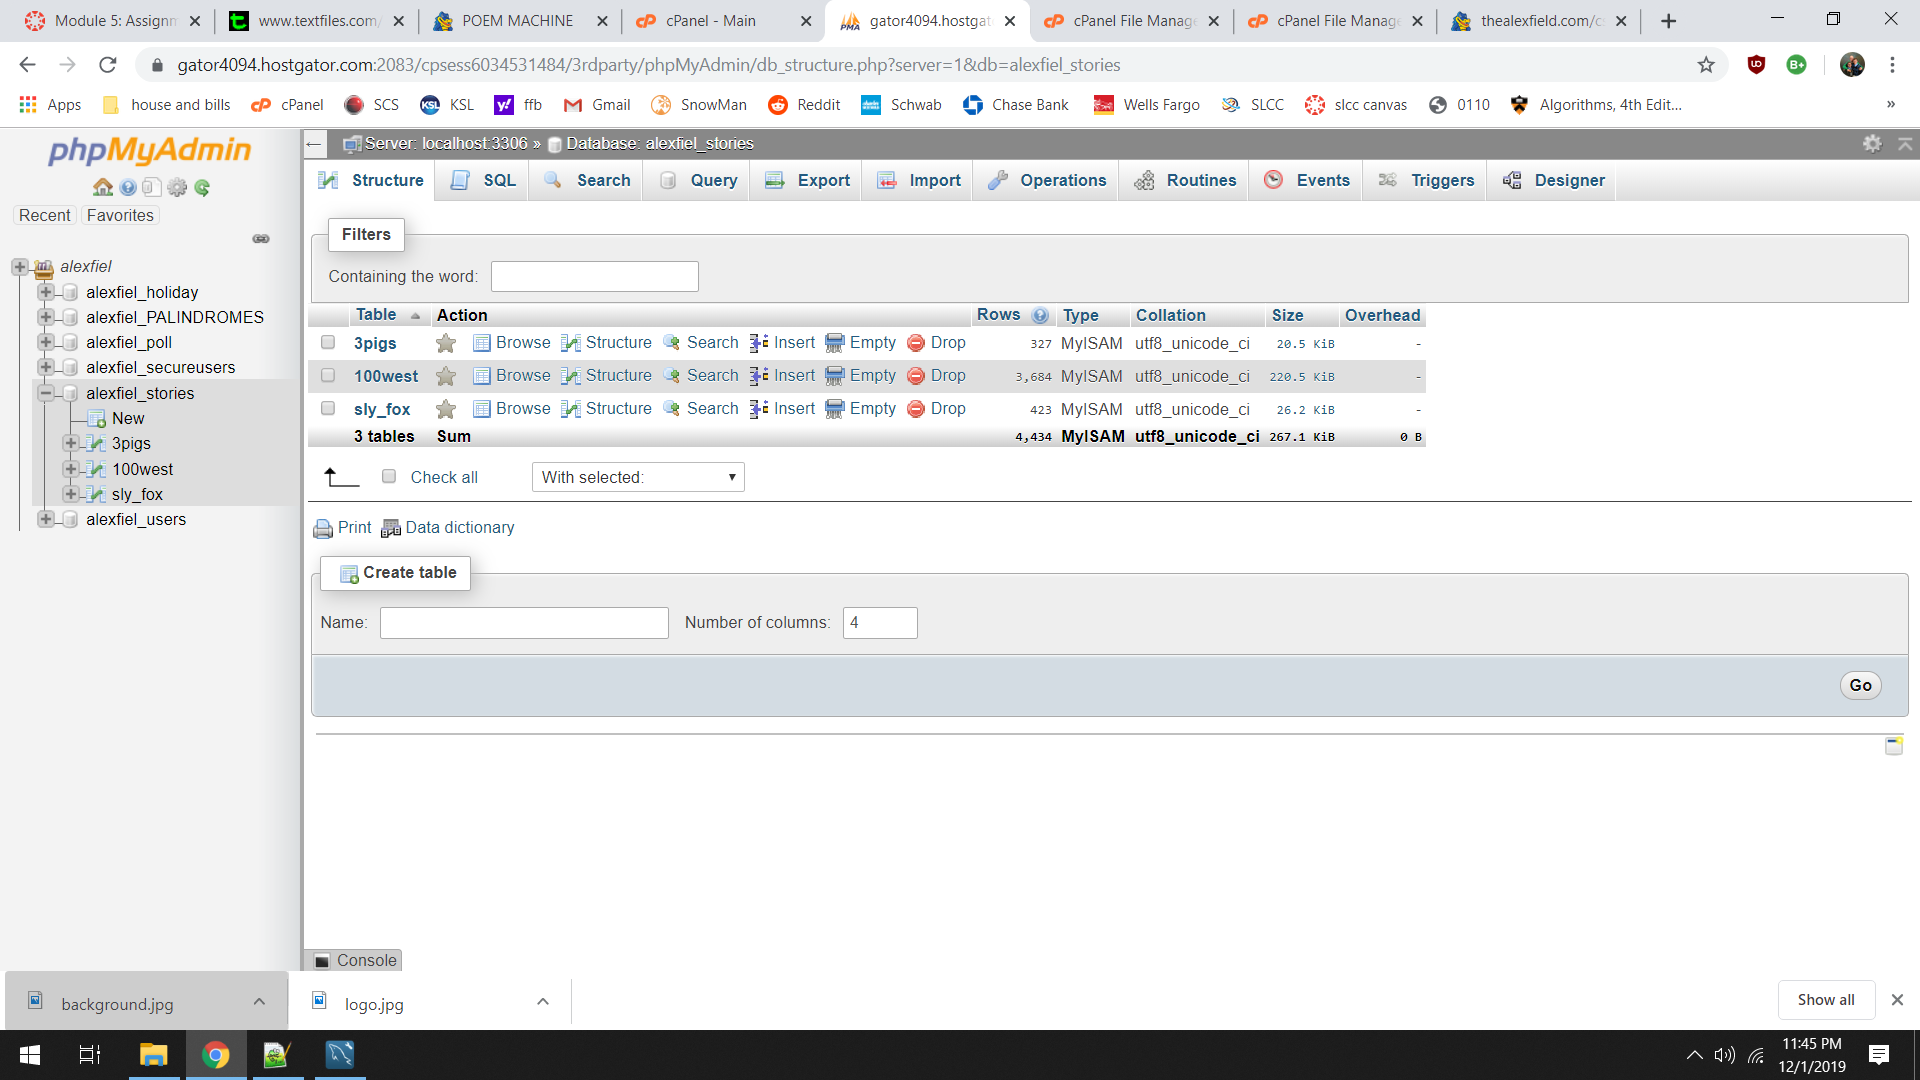 Module 5: Assignm
www.textfiles.com/
POEM MACHINE
cPanel - Main
gator4094.hostgato
cPanel File Manage
cPanel File Manage
thealexfield.com/cs
gator4094.hostgator.com:2083/cpsess6034531484/3rdparty/phpMyAdmin/db_structure.php?server=1&db=alexfiel_stories
Apps house and bills cPanel SCS KSL ffb Gmail SnowMan Reddit Schwab Chase Bank Wells Fargo SLCC slcc canvas 0110 Algorithms, 4th Edit... »
phpMyAdmin
Recent Favorites
alexfiel
alexfiel_holiday
alexfiel_PALINDROMES
alexfiel_poll
alexfiel_secureusers
alexfiel_stories
New
3pigs
100west
sly_fox
alexfiel_users
Server: localhost:3306 » Database: alexfiel_stories
Structure SQL Search Query Export Import Operations Routines Events Triggers Designer
Filters
Containing the word:
Table Action Rows Type Collation Size Overhead
3pigs Browse Structure Search Insert Empty Drop 327 MyISAM utf8_unicode_ci 20.5 KiB -
100west Browse Structure Search Insert Empty Drop 3,684 MyISAM utf8_unicode_ci 220.5 KiB -
sly_fox Browse Structure Search Insert Empty Drop 423 MyISAM utf8_unicode_ci 26.2 KiB -
3 tables Sum 4,434 MyISAM utf8_unicode_ci 267.1 KiB 0 B
Check all With selected:
Print Data dictionary
Create table
Name: Number of columns: 4
Go
Console
background.jpg
logo.jpg
Show all
11:45 PM
12/1/2019